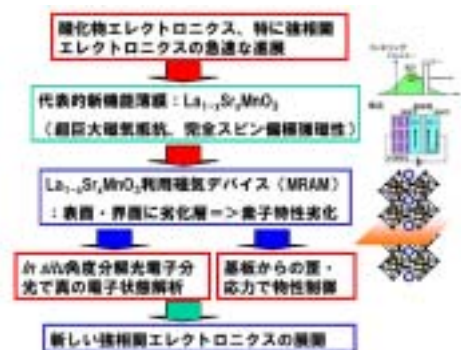 酸化物エレクトロニクス、特に強相関
エレクトロニクスの急速な進展
代表的新機能薄膜：La₁₋ₓSrₓMnO₃
（超巨大磁気抵抗、完全スピン偏極強磁性）
La₁₋ₓSrₓMnO₃利用磁気デバイス（MRAM）
：表面・界面に劣化層＝＞素子特性劣化
in situ角度分解光電子分
光で真の電子状態解析
基板からの歪・
応力で物性制御
新しい強相関エレクトロニクスの展開